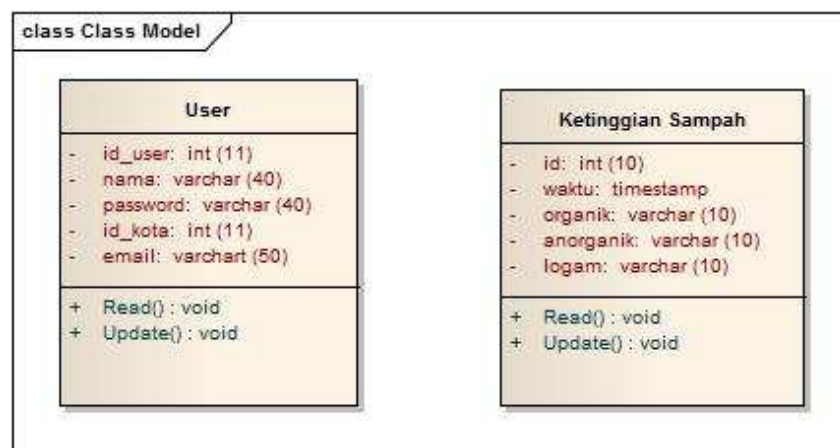 class Class Model
User
- id_user: int (11)
- nama: varchar (40)
- password: varchar (40)
- id_kota: int (11)
- email: varchart (50)
+ Read() : void
+ Update() : void
Ketinggian Sampah
- id: int (10)
- waktu: timestamp
- organik: varchar (10)
- anorganik: varchar (10)
- logam: varchar (10)
+ Read() : void
+ Update() : void